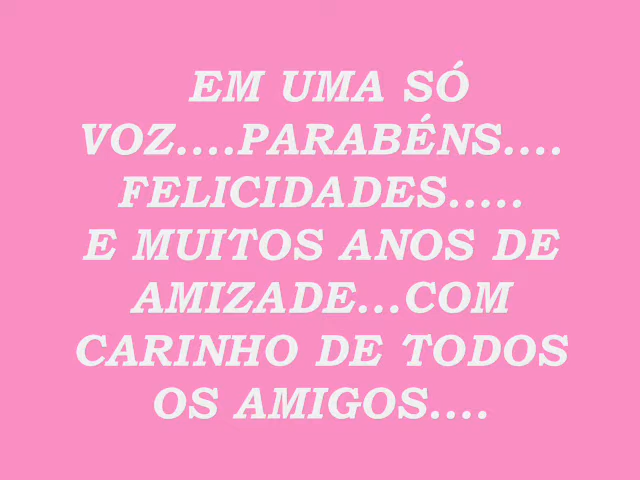 EM UMA SÓ
VOZ....PARABÉNS....
FELICIDADES.....
E MUITOS ANOS DE
AMIZADE...COM
CARINHO DE TODOS
OS AMIGOS....